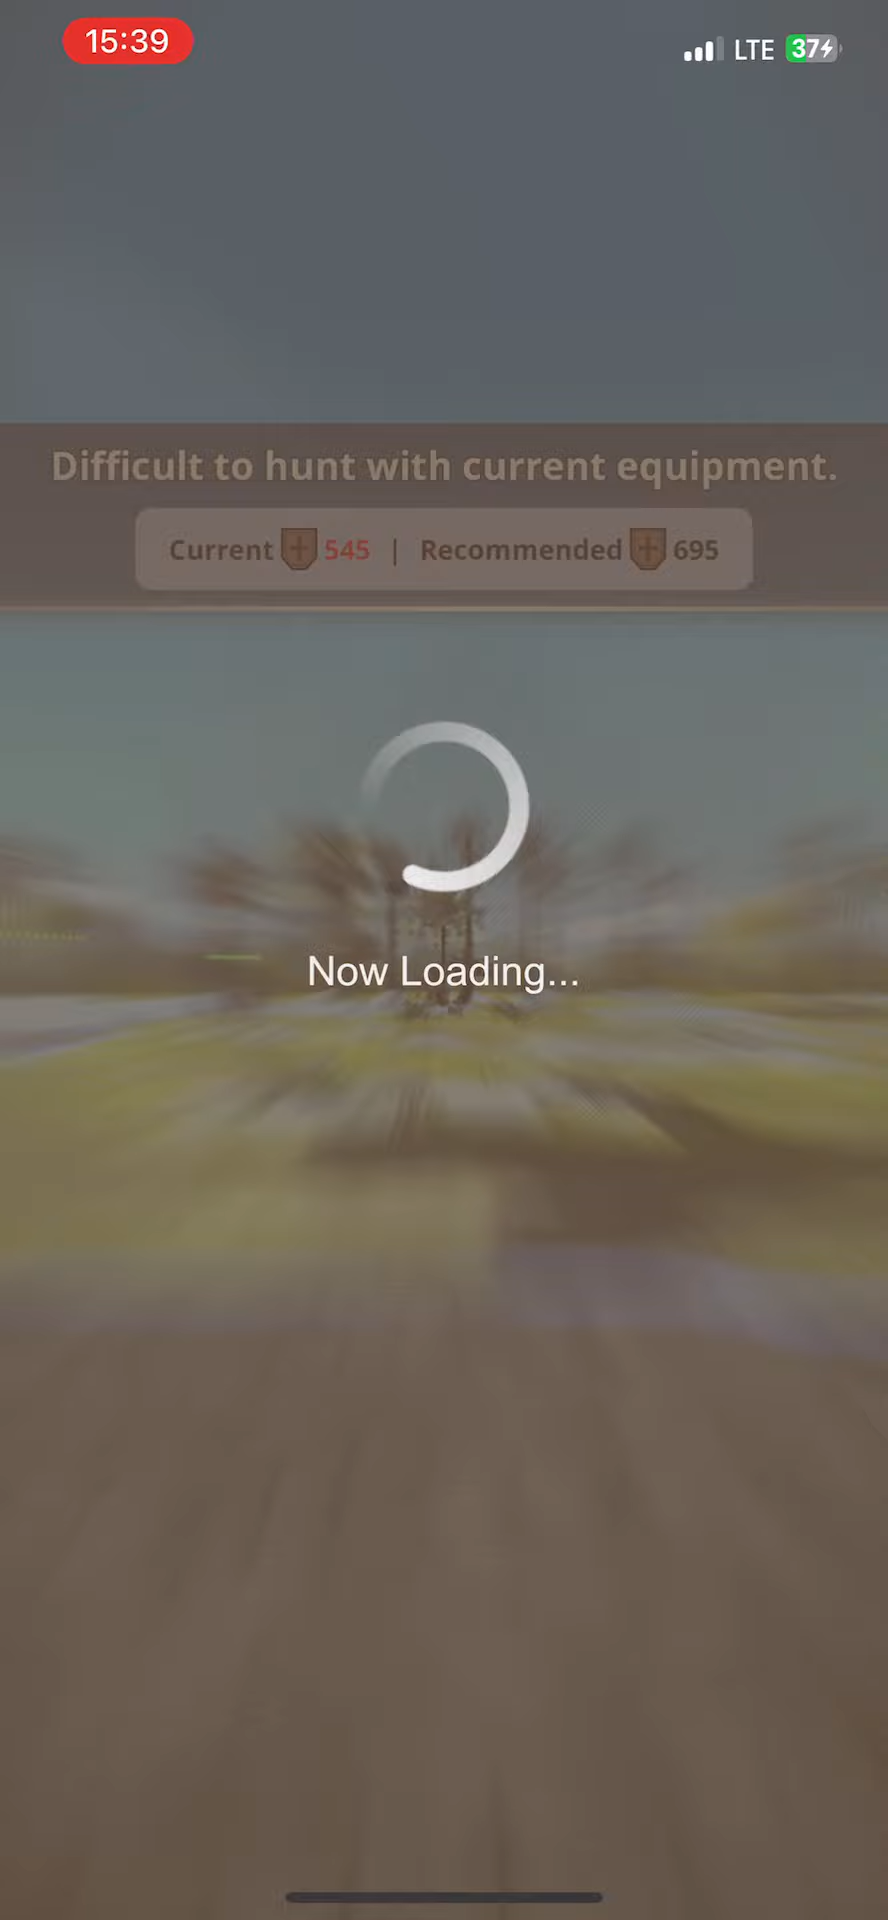 15:39
LTE 37
Difficult to hunt with current equipment.
Current 545 | Recommended 695
Now Loading...